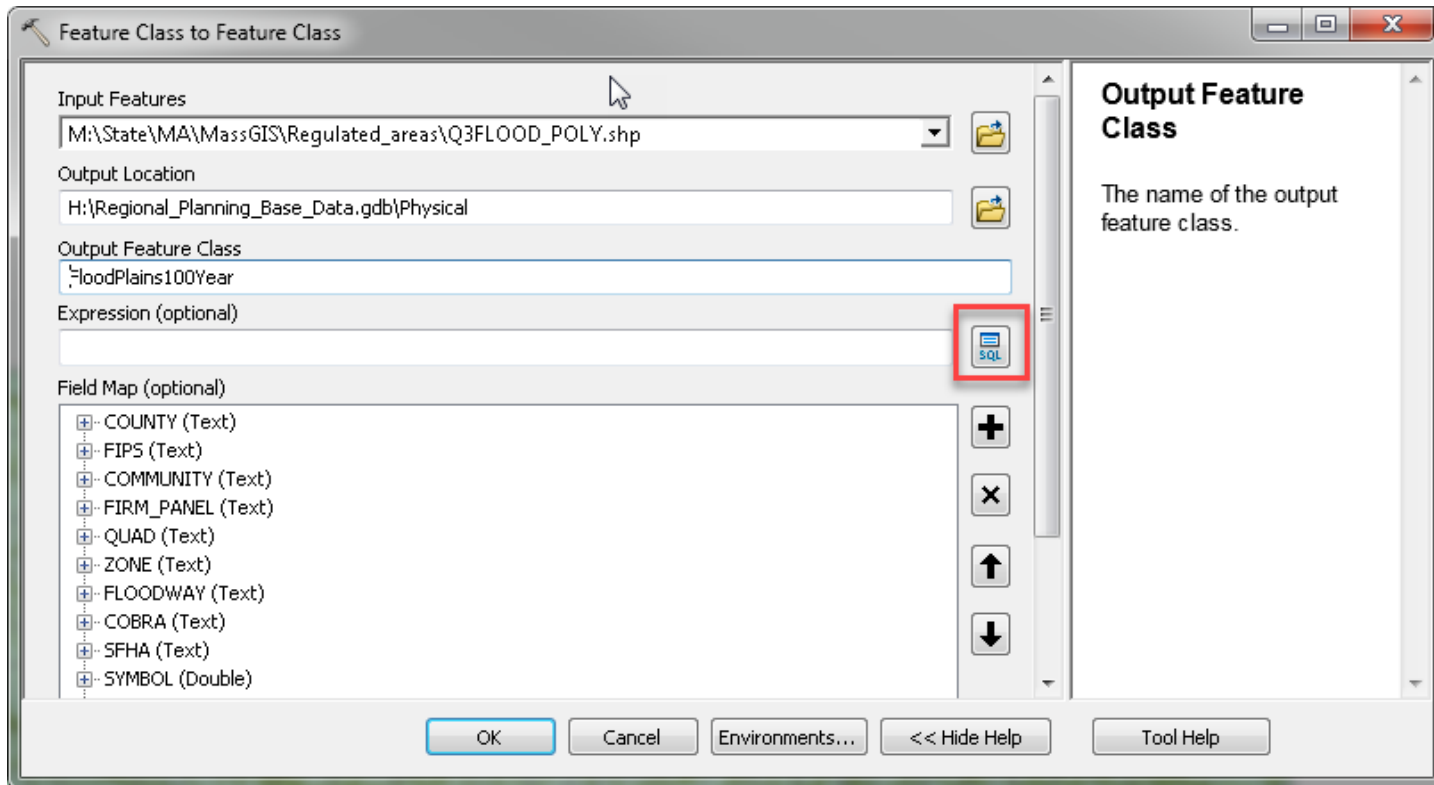 Feature Class to Feature Class
Input Features
M:\State\MA\MassGIS\Regulated_areas\Q3FLOOD_POLY.shp
Output Location
H:\Regional_Planning_Base_Data.gdb\Physical
Output Feature Class
FloodPlains100Year
Expression (optional)
SQL
Field Map (optional)
COUNTY (Text)
FIPS (Text)
COMMUNITY (Text)
FIRM_PANEL (Text)
QUAD (Text)
ZONE (Text)
FLOODWAY (Text)
COBRA (Text)
SFHA (Text)
SYMBOL (Double)
OK
Cancel
Environments...
<< Hide Help
Output Feature
Class
The name of the output
feature class.
Tool Help